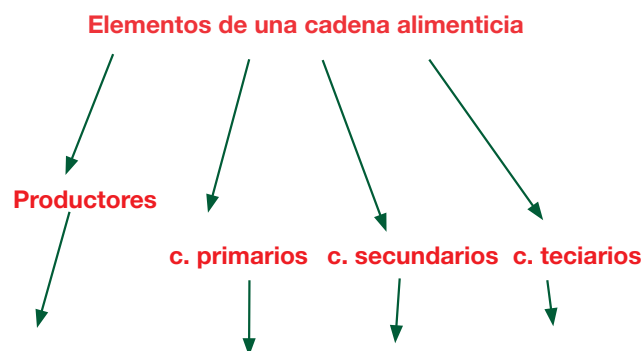 Elementos de una cadena alimenticia
Productores
c. primarios
c. secundarios
c. teciarios